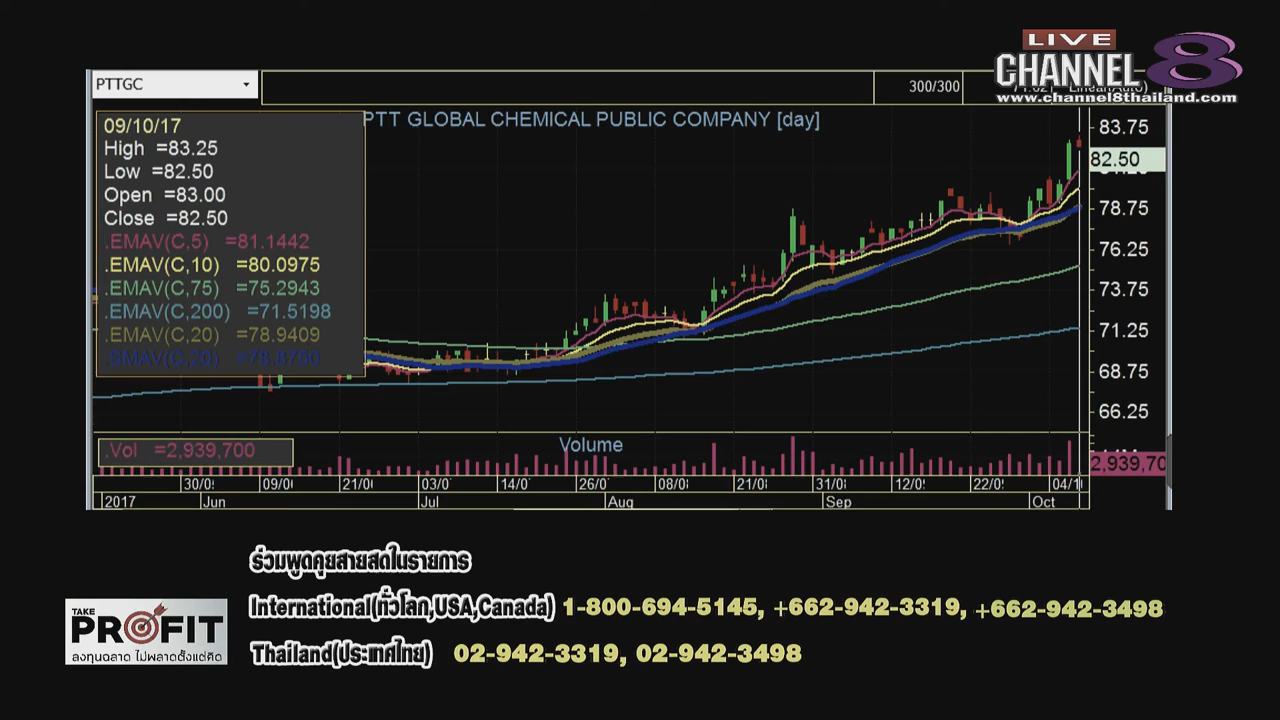 LIVE
CHANNEL 8
www.channel8thailand.com
PTTGC
300/300
PTT GLOBAL CHEMICAL PUBLIC COMPANY [day]
09/10/17
High =83.25
Low =82.50
Open =83.00
Close =82.50
.EMAV(C,5) =81.1442
.EMAV(C,10) =80.0975
.EMAV(C,75) =75.2943
.EMAV(C,200) =71.5198
.EMAV(C,20) =78.9409
.SMAV(C,20) =78.8750
83.75
82.50
78.75
76.25
73.75
71.25
68.75
66.25
.Vol =2,939,700
Volume
2,939,70
30/0 09/0 21/0 03/0 14/0 26/0 08/0 21/0 31/0 12/0 22/0 04/1
2017 Jun Jul Aug Sep Oct
ร่วมพูดคุยสายสดในรายการ
International(ทั่วโลก,USA,Canada) 1-800-694-5145, +662-942-3319, +662-942-3498
Thailand(ประเทศไทย) 02-942-3319, 02-942-3498
TAKE
PROFIT
ลงทุนฉลาด ไม่พลาดตั้งแต่คิด